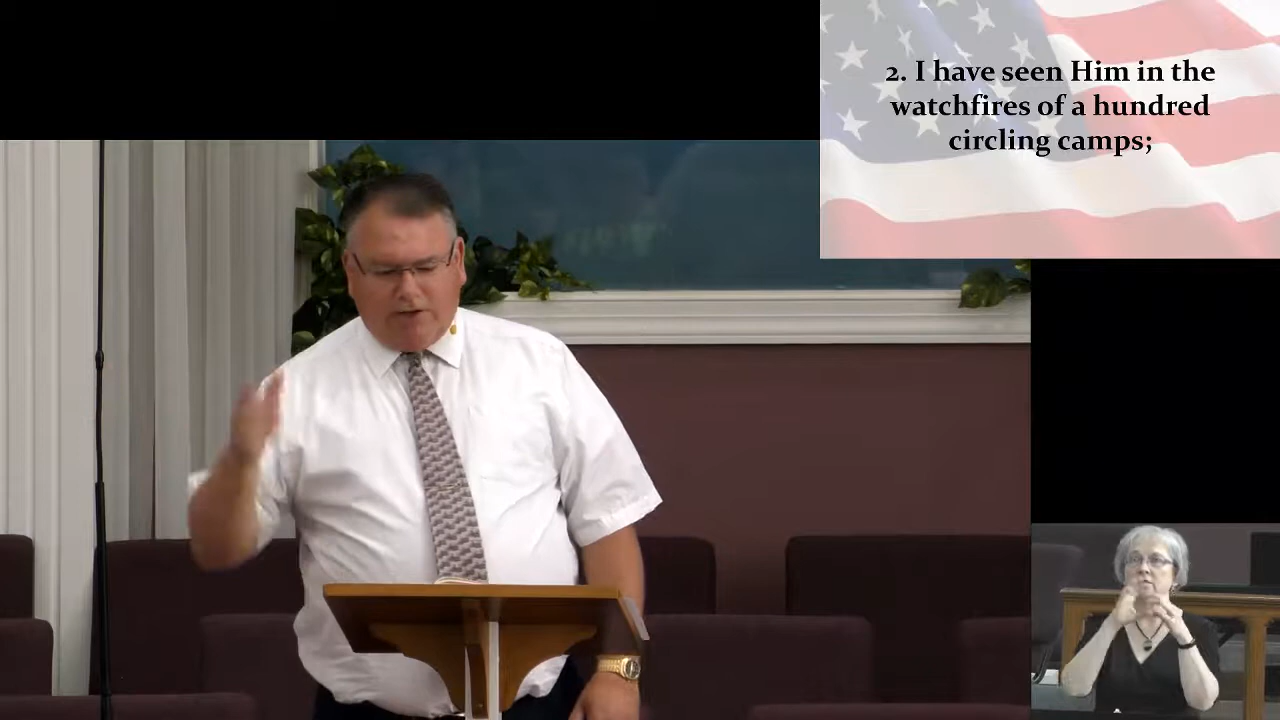 2. I have seen Him in the
watchfires of a hundred
circling camps;